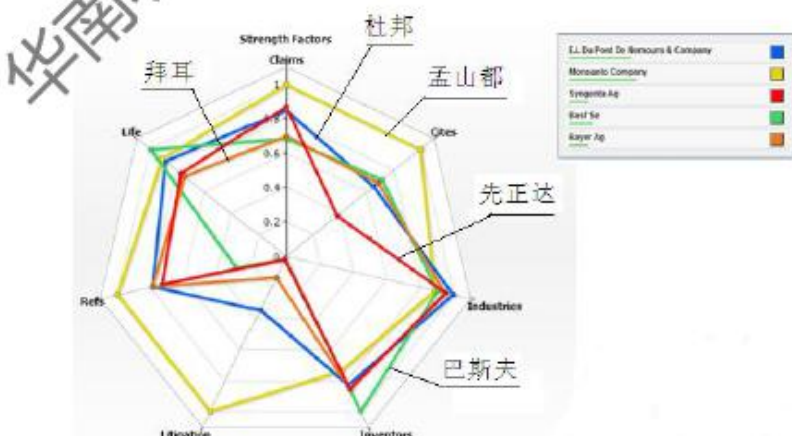 华南
Strength Factors
Claims
杜邦
拜耳
孟山都
先正达
巴斯夫
1
0.8
0.6
0.4
0.2
0
Life
Cites
Refs
Industries
Litigation
Inventors
E.I. Du Pont De Nemours & Company
Monsanto Company
Syngenta Ag
Basf Se
Bayer Ag